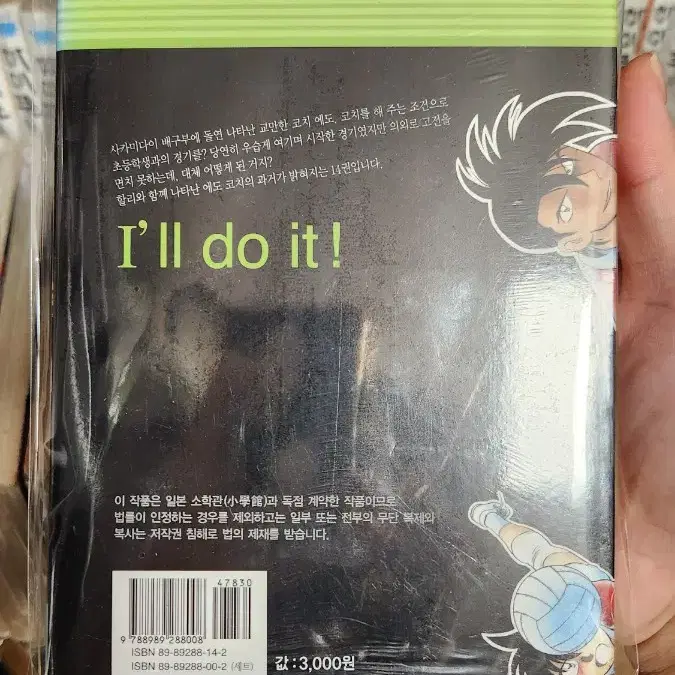 사카미다이 배구부에 돌연 나타난 교만한 코치 에도, 코치를 해 주는 조건으로
초등학생과의 경기를? 당연히 우습게 여기며 시작한 경기였지만 의외로 고전을
면치 못하는데, 대체 어떻게 된 거지?
할리와 함께 나타난 에도 코치의 과거가 밝혀지는 14권입니다.
I'll do it!
이 작품은 일본 소학관(小學館)과 독점 계약한 작품이므로
법률이 인정하는 경우를 제외하고는 일부 또는 전부의 무단 복제와
복사는 저작권 침해로 법의 제재를 받습니다.
47830
9 788989 288008
ISBN 89-89288-14-2
ISBN 89-89288-00-2 (세트)
값 : 3,000원